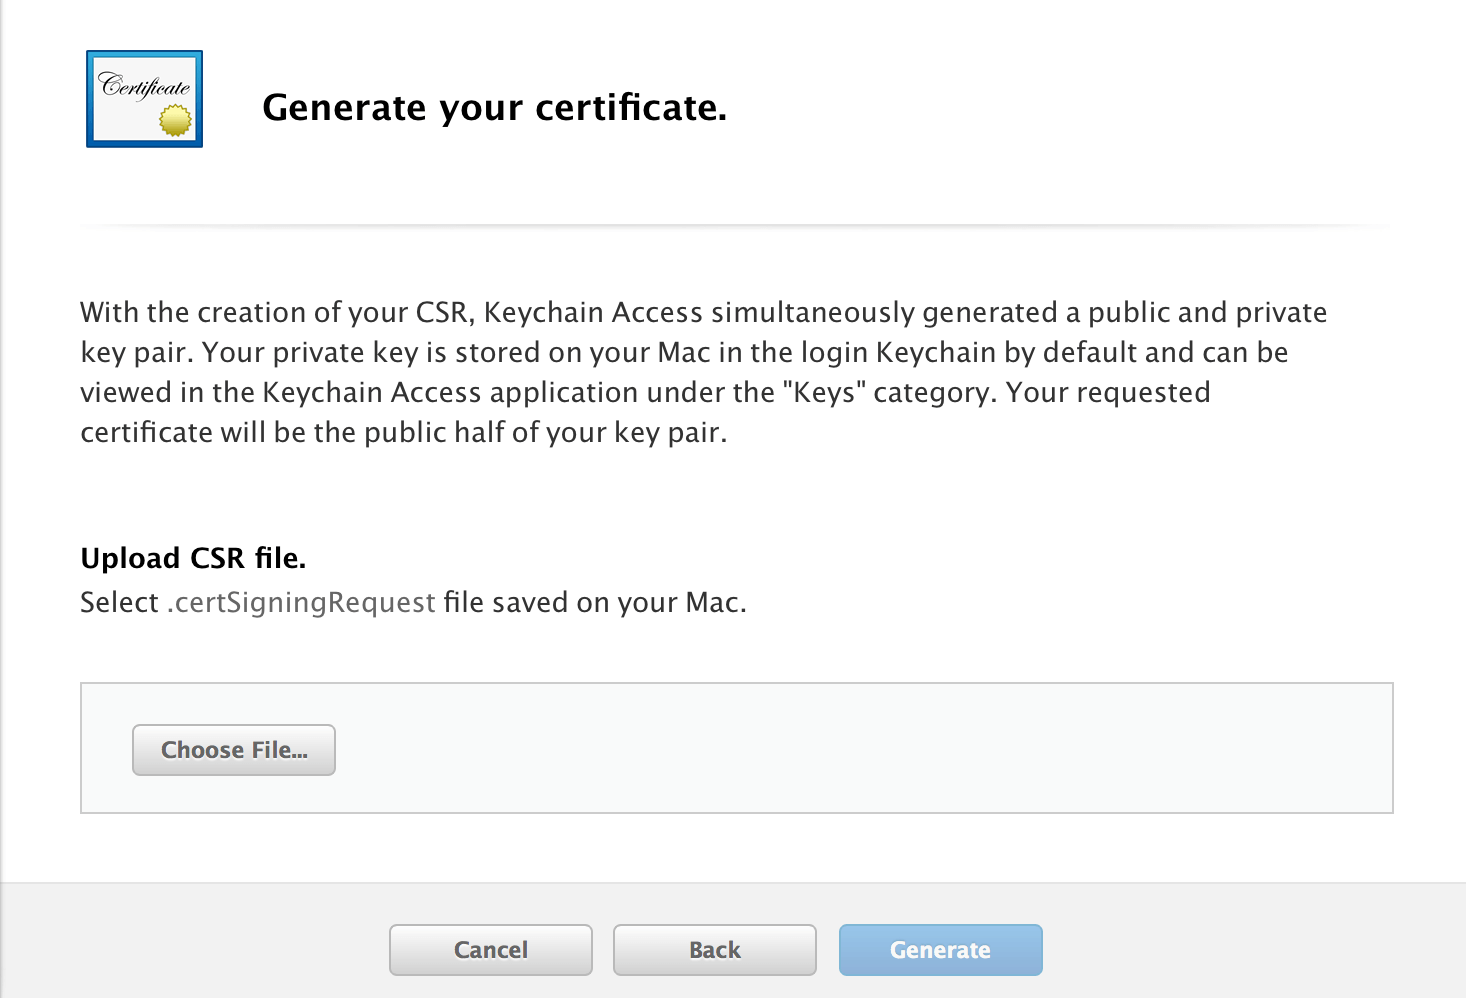 Certificate
Generate your certificate.
With the creation of your CSR, Keychain Access simultaneously generated a public and private
key pair. Your private key is stored on your Mac in the login Keychain by default and can be
viewed in the Keychain Access application under the "Keys" category. Your requested
certificate will be the public half of your key pair.
Upload CSR file.
Select .certSigningRequest file saved on your Mac.
Choose File...
Cancel
Back
Generate